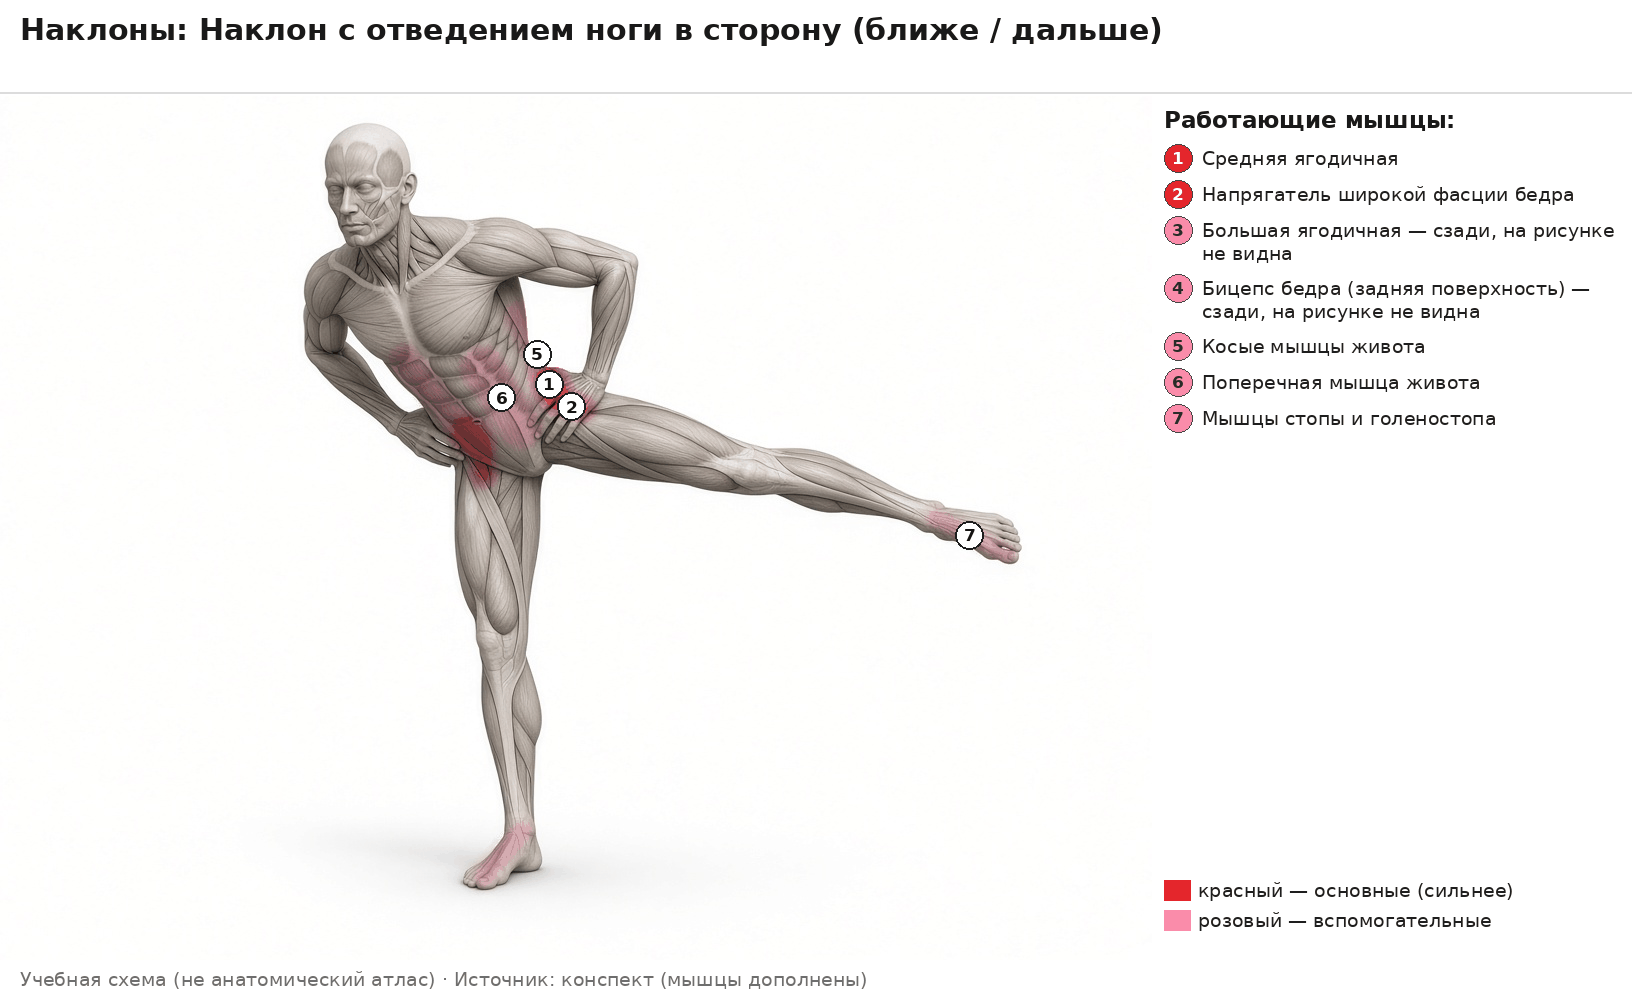 Наклоны: Наклон с отведением ноги в сторону (ближе / дальше)
Работающие мышцы:
1 Средняя ягодичная
2 Напрягатель широкой фасции бедра
3 Большая ягодичная — сзади, на рисунке
не видна
4 Бицепс бедра (задняя поверхность) —
сзади, на рисунке не видна
5 Косые мышцы живота
6 Поперечная мышца живота
7 Мышцы стопы и голеностопа
5
1
6
2
7
красный — основные (сильнее)
розовый — вспомогательные
Учебная схема (не анатомический атлас) · Источник: конспект (мышцы дополнены)